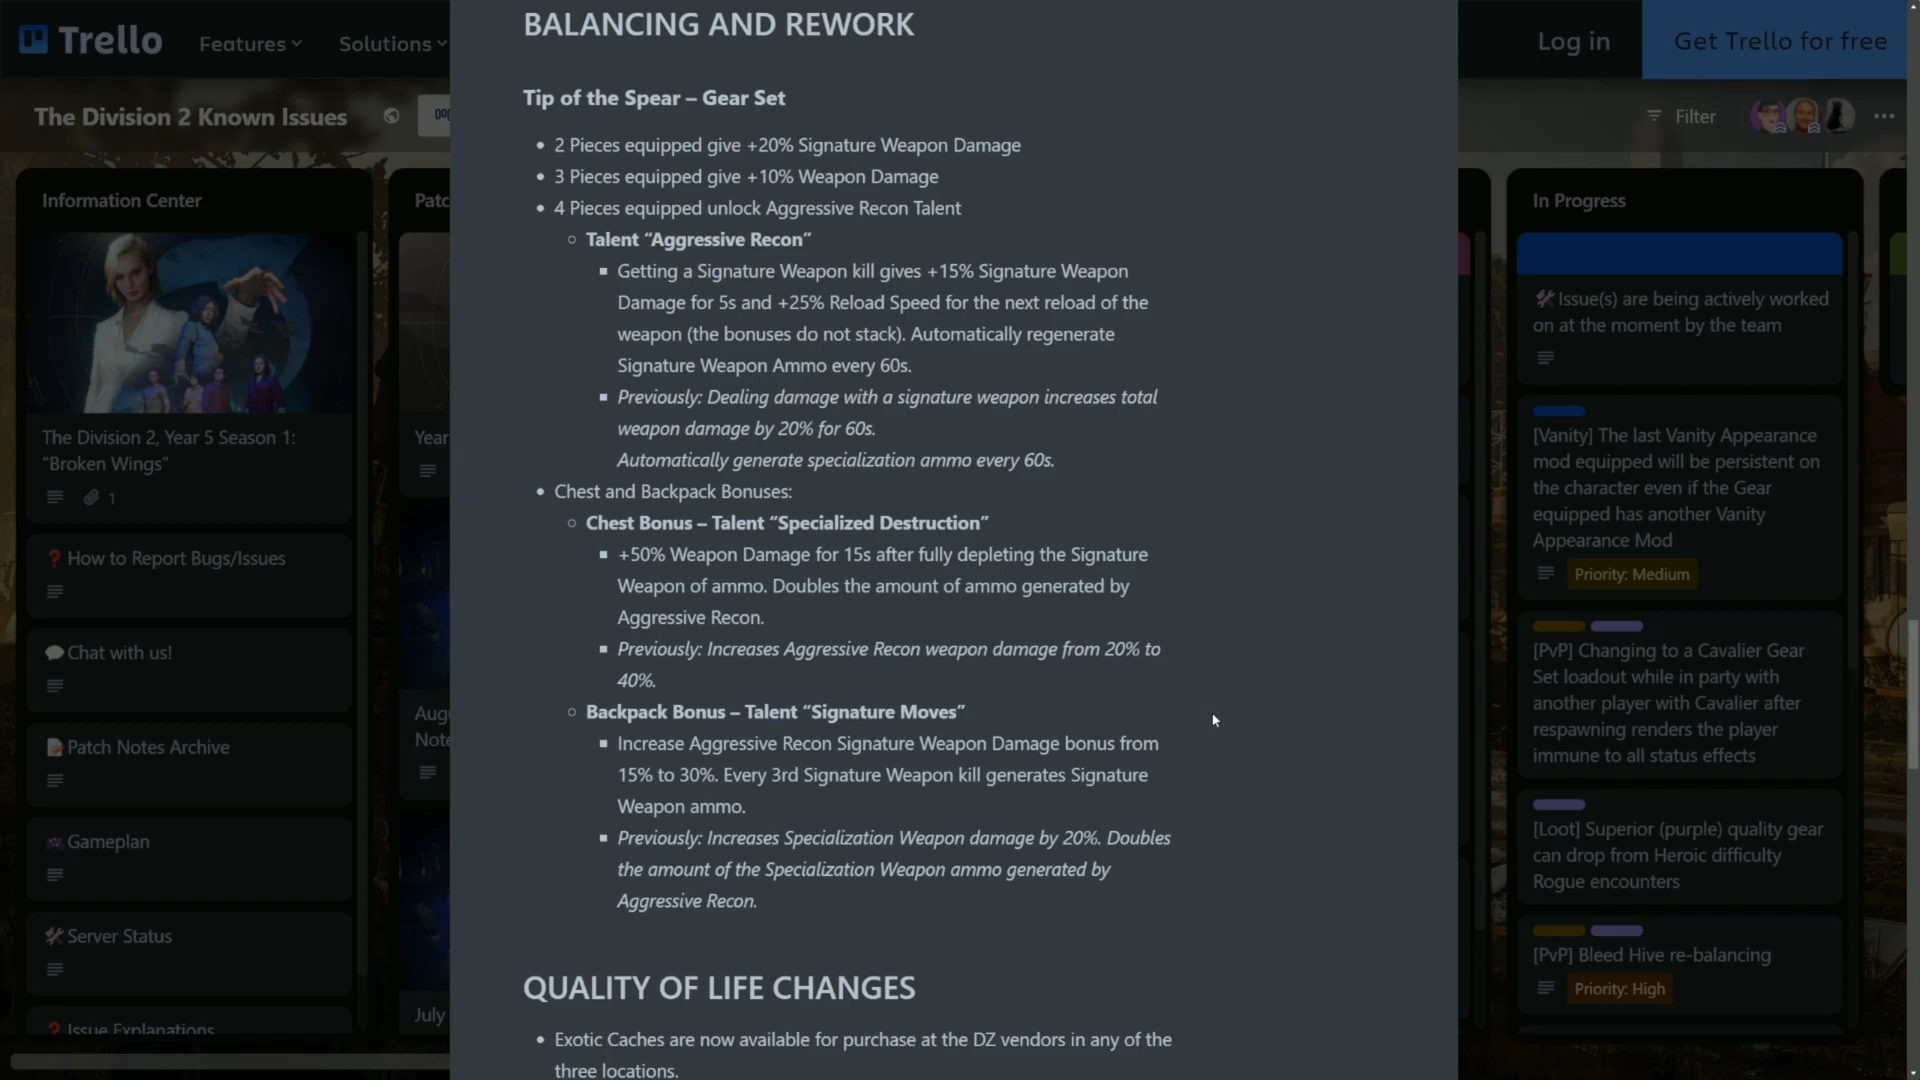 Trello
Features
Solutions
Log in
Get Trello for free
The Division 2 Known Issues
Filter
Information Center
The Division 2, Year 5 Season 1:
"Broken Wings"
1
How to Report Bugs/Issues
Chat with us!
Patch Notes Archive
Gameplan
Server Status
Issue Explanations
Patc
Year
Augu
Note
July
BALANCING AND REWORK
Tip of the Spear – Gear Set
• 2 Pieces equipped give +20% Signature Weapon Damage
• 3 Pieces equipped give +10% Weapon Damage
• 4 Pieces equipped unlock Aggressive Recon Talent
Talent “Aggressive Recon”
Getting a Signature Weapon kill gives +15% Signature Weapon
Damage for 5s and +25% Reload Speed for the next reload of the
weapon (the bonuses do not stack). Automatically regenerate
Signature Weapon Ammo every 60s.
Previously: Dealing damage with a signature weapon increases total
weapon damage by 20% for 60s.
Automatically generate specialization ammo every 60s.
• Chest and Backpack Bonuses:
Chest Bonus – Talent “Specialized Destruction”
+50% Weapon Damage for 15s after fully depleting the Signature
Weapon of ammo. Doubles the amount of ammo generated by
Aggressive Recon.
Previously: Increases Aggressive Recon weapon damage from 20% to
40%.
Backpack Bonus – Talent “Signature Moves”
Increase Aggressive Recon Signature Weapon Damage bonus from
15% to 30%. Every 3rd Signature Weapon kill generates Signature
Weapon ammo.
Previously: Increases Specialization Weapon damage by 20%. Doubles
the amount of the Specialization Weapon ammo generated by
Aggressive Recon.
QUALITY OF LIFE CHANGES
• Exotic Caches are now available for purchase at the DZ vendors in any of the
three locations.
In Progress
Issue(s) are being actively worked
on at the moment by the team
[Vanity] The last Vanity Appearance
mod equipped will be persistent on
the character even if the Gear
equipped has another Vanity
Appearance Mod
Priority: Medium
[PvP] Changing to a Cavalier Gear
Set loadout while in party with
another player with Cavalier after
respawning renders the player
immune to all status effects
[Loot] Superior (purple) quality gear
can drop from Heroic difficulty
Rogue encounters
[PvP] Bleed Hive re-balancing
Priority: High